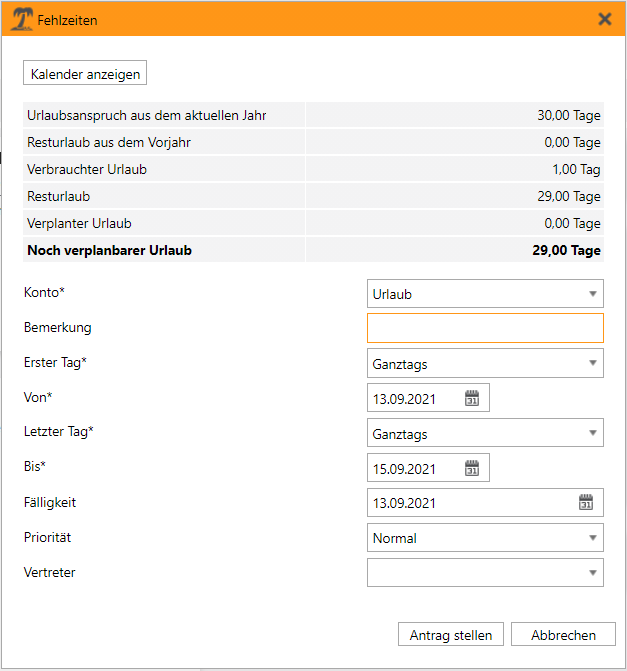 Fehlzeiten
Kalender anzeigen
Urlaubsanspruch aus dem aktuellen Jahr 30,00 Tage
Resturlaub aus dem Vorjahr 0,00 Tage
Verbrauchter Urlaub 1,00 Tag
Resturlaub 29,00 Tage
Verplanter Urlaub 0,00 Tage
Noch verplanbarer Urlaub 29,00 Tage
Konto* Urlaub
Bemerkung
Erster Tag* Ganztags
Von* 13.09.2021 31
Letzter Tag* Ganztags
Bis* 15.09.2021 31
Fälligkeit 13.09.2021 31
Priorität Normal
Vertreter
Antrag stellen Abbrechen